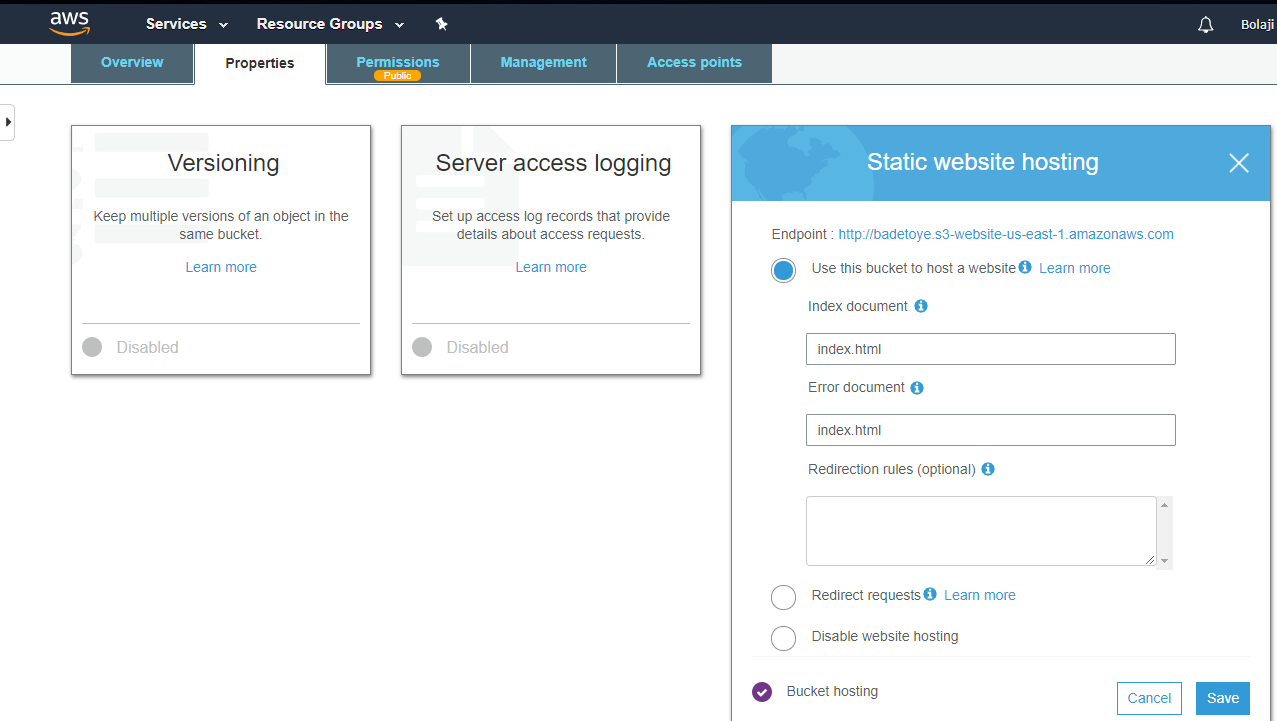 aws
Services
Resource Groups
Bolaji
Overview
Properties
Permissions
Public
Management
Access points
Versioning
Keep multiple versions of an object in the
same bucket.
Learn more
Disabled
Server access logging
Set up access log records that provide
details about access requests.
Learn more
Disabled
Static website hosting
Endpoint : http://badetoye.s3-website-us-east-1.amazonaws.com
Use this bucket to host a website Learn more
Index document
index.html
Error document
index.html
Redirection rules (optional)
Redirect requests Learn more
Disable website hosting
Bucket hosting
Cancel
Save